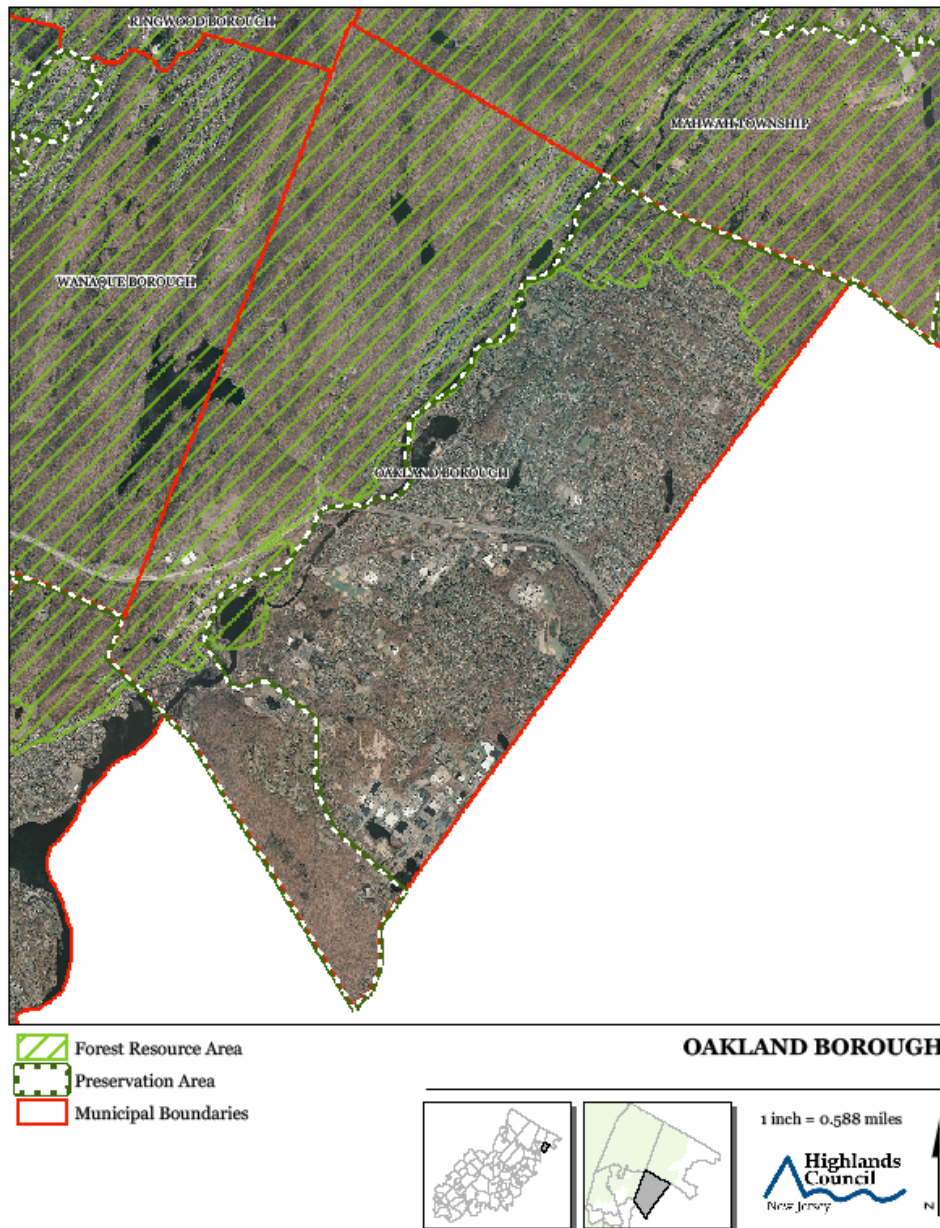 RINGWOOD BOROUGH
MAHWAH TOWNSHIP
WANAQUE BOROUGH
OAKLAND BOROUGH
Forest Resource Area
Preservation Area
Municipal Boundaries
OAKLAND BOROUGH
1 inch = 0.588 miles
Highlands
Council
New Jersey
N